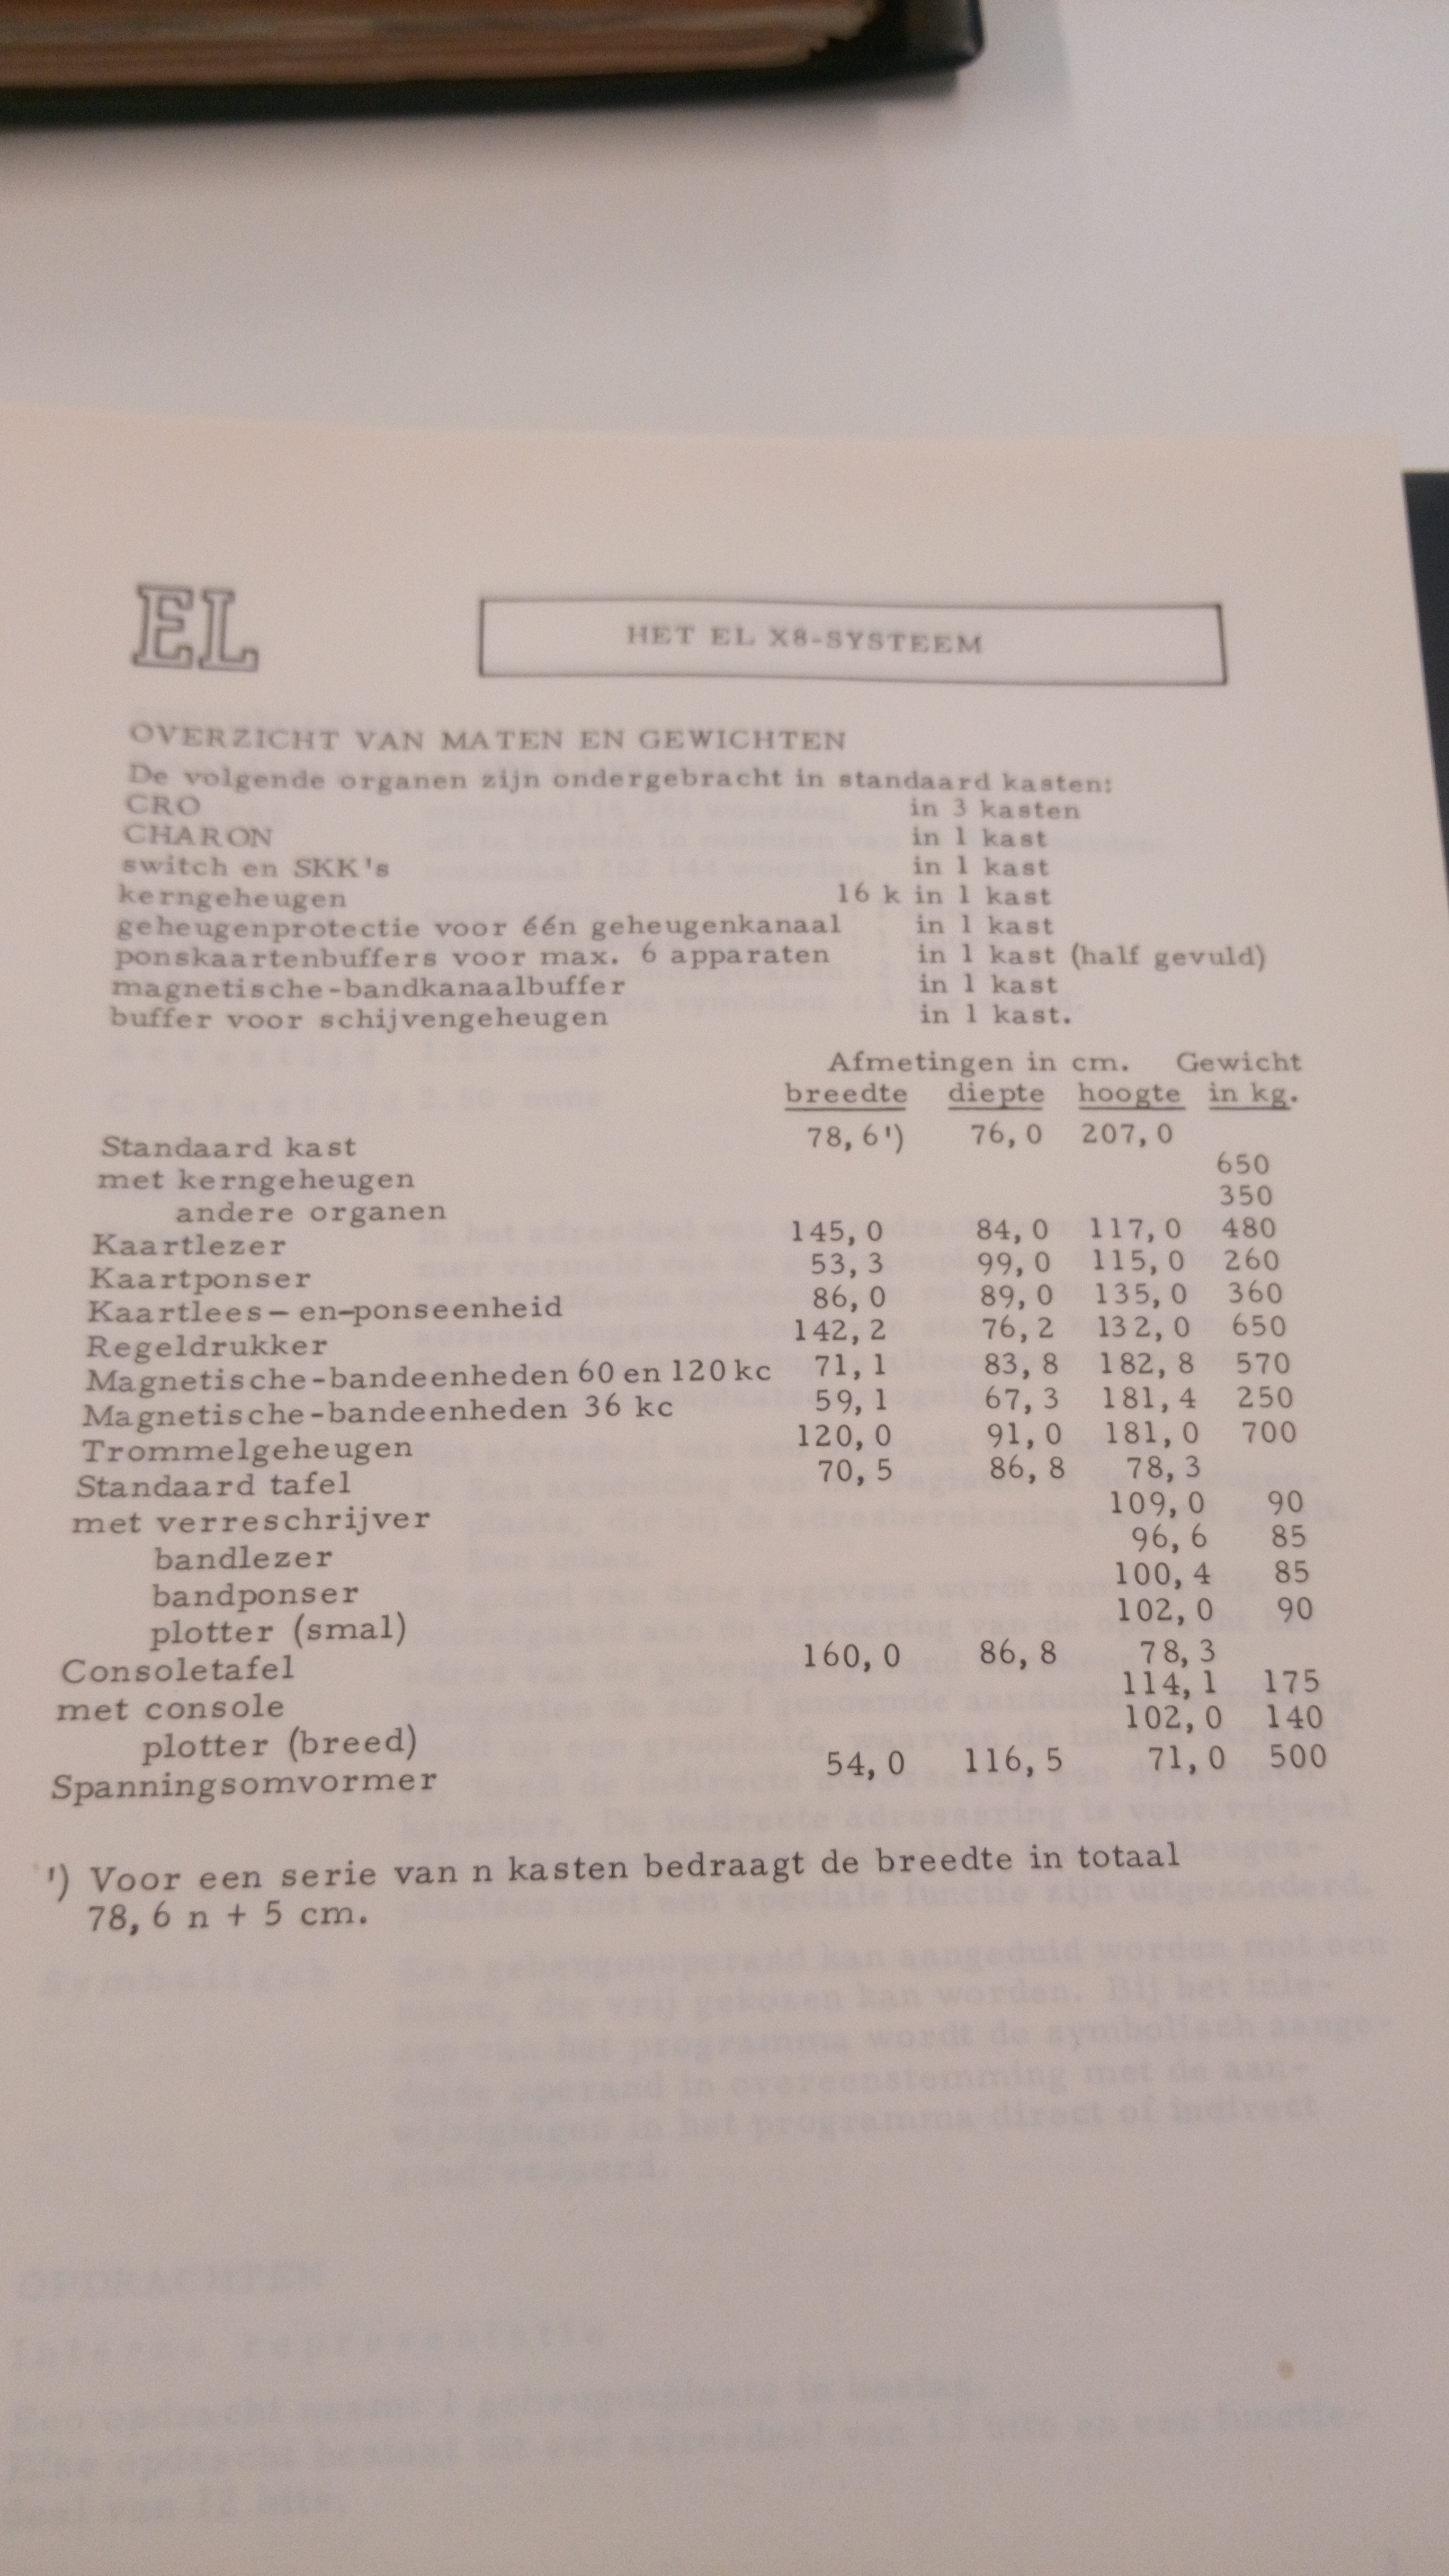 EL
HET EL X8-SYSTEEM
OVERZICHT VAN MATEN EN GEWICHTEN
De volgende organen zijn ondergebracht in standaard kasten:
CRO in 3 kasten
CHARON in 1 kast
switch en SKK's in 1 kast
kerngeheugen 16 k in 1 kast
geheugenprotectie voor één geheugenkanaal in 1 kast
ponskaartenbuffers voor max. 6 apparaten in 1 kast (half gevuld)
magnetische-bandkanaalbuffer in 1 kast
buffer voor schijvengeheugen in 1 kast.
Afmetingen in cm. Gewicht
breedte diepte hoogte in kg.
Standaard kast 78,6') 76,0 207,0
met kerngeheugen 650
andere organen 350
Kaartlezer 145,0 84,0 117,0 480
Kaartponser 53,3 99,0 115,0 260
Kaartlees- en-ponseenheid 86,0 89,0 135,0 360
Regeldrukker 142,2 76,2 132,0 650
Magnetische-bandeenheden 60 en 120 kc 71,1 83,8 182,8 570
Magnetische-bandeenheden 36 kc 59,1 67,3 181,4 250
Trommelgeheugen 120,0 91,0 181,0 700
Standaard tafel 70,5 86,8 78,3
met verreschrijver 109,0 90
bandlezer 96,6 85
bandponser 100,4 85
plotter (smal) 102,0 90
Consoletafel 160,0 86,8 78,3
met console 114,1 175
plotter (breed) 102,0 140
Spanningsomvormer 54,0 116,5 71,0 500
') Voor een serie van n kasten bedraagt de breedte in totaal
78,6 n + 5 cm.